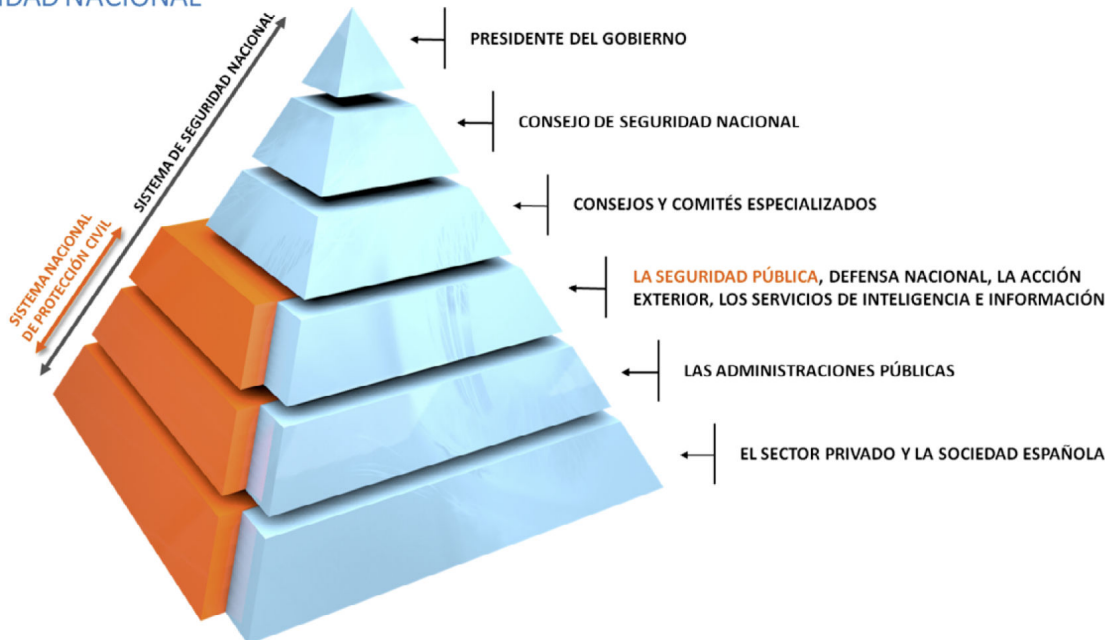 NACIONAL
PRESIDENTE DEL GOBIERNO
SISTEMA DE SEGURIDAD NACIONAL
CONSEJO DE SEGURIDAD NACIONAL
CONSEJOS Y COMITÉS ESPECIALIZADOS
SISTEMA NACIONAL
DE PROTECCIÓN CIVIL
LA SEGURIDAD PÚBLICA, DEFENSA NACIONAL, LA ACCIÓN
EXTERIOR, LOS SERVICIOS DE INTELIGENCIA E INFORMACIÓN
LAS ADMINISTRACIONES PÚBLICAS
EL SECTOR PRIVADO Y LA SOCIEDAD ESPAÑOLA